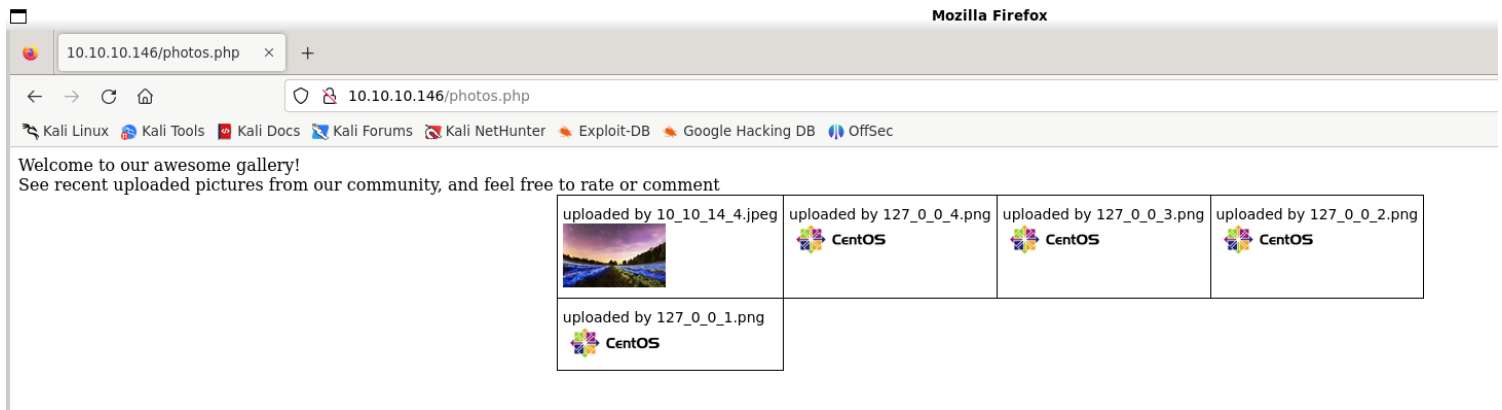 Mozilla Firefox
10.10.10.146/photos.php
10.10.10.146/photos.php
Kali Linux Kali Tools Kali Docs Kali Forums Kali NetHunter Exploit-DB Google Hacking DB OffSec
Welcome to our awesome gallery!
See recent uploaded pictures from our community, and feel free to rate or comment
uploaded by 10_10_14_4.jpeg uploaded by 127_0_0_4.png uploaded by 127_0_0_3.png uploaded by 127_0_0_2.png
CentOS CentOS CentOS
uploaded by 127_0_0_1.png
CentOS